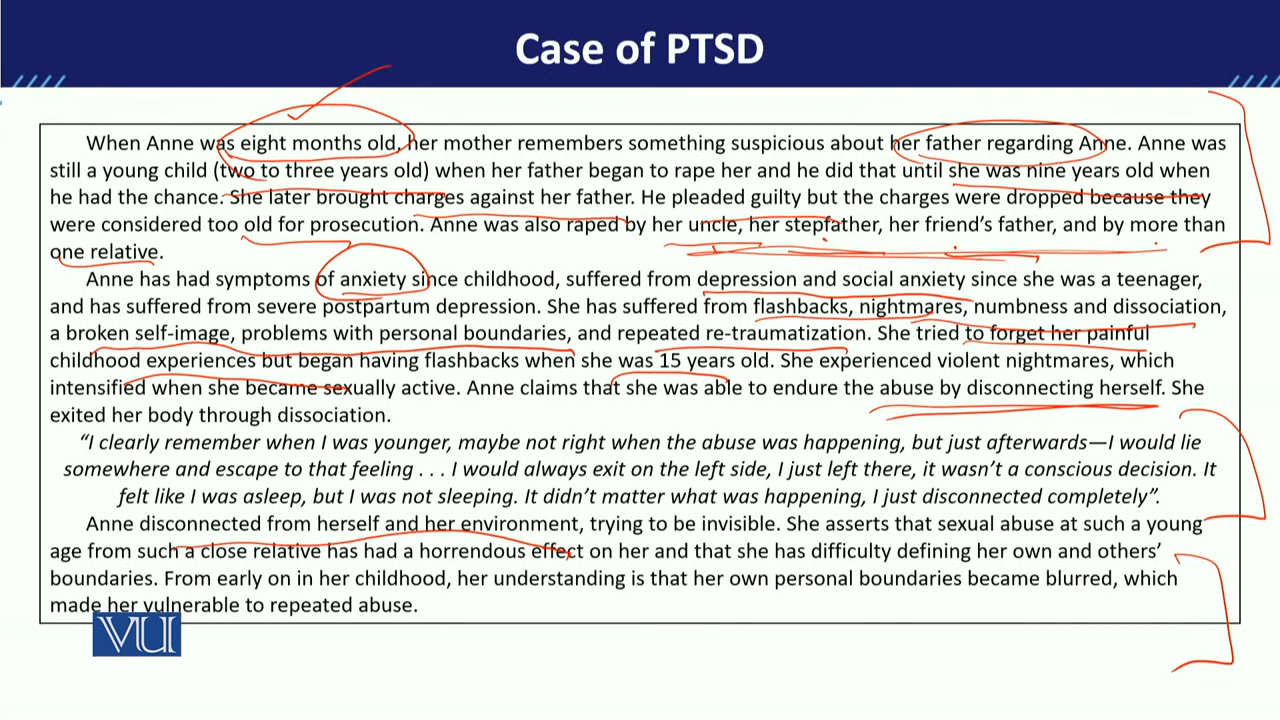 Case of PTSD
When Anne was eight months old, her mother remembers something suspicious about her father regarding Anne. Anne was
still a young child (two to three years old) when her father began to rape her and he did that until she was nine years old when
he had the chance. She later brought charges against her father. He pleaded guilty but the charges were dropped because they
were considered too old for prosecution. Anne was also raped by her uncle, her stepfather, her friend's father, and by more than
one relative.
Anne has had symptoms of anxiety since childhood, suffered from depression and social anxiety since she was a teenager,
and has suffered from severe postpartum depression. She has suffered from flashbacks, nightmares, numbness and dissociation,
a broken self-image, problems with personal boundaries, and repeated re-traumatization. She tried to forget her painful
childhood experiences but began having flashbacks when she was 15 years old. She experienced violent nightmares, which
intensified when she became sexually active. Anne claims that she was able to endure the abuse by disconnecting herself. She
exited her body through dissociation.
“I clearly remember when I was younger, maybe not right when the abuse was happening, but just afterwards—I would lie
somewhere and escape to that feeling . . . I would always exit on the left side, I just left there, it wasn't a conscious decision. It
felt like I was asleep, but I was not sleeping. It didn't matter what was happening, I just disconnected completely”.
Anne disconnected from herself and her environment, trying to be invisible. She asserts that sexual abuse at such a young
age from such a close relative has had a horrendous effect on her and that she has difficulty defining her own and others'
boundaries. From early on in her childhood, her understanding is that her own personal boundaries became blurred, which
made her vulnerable to repeated abuse.
VU